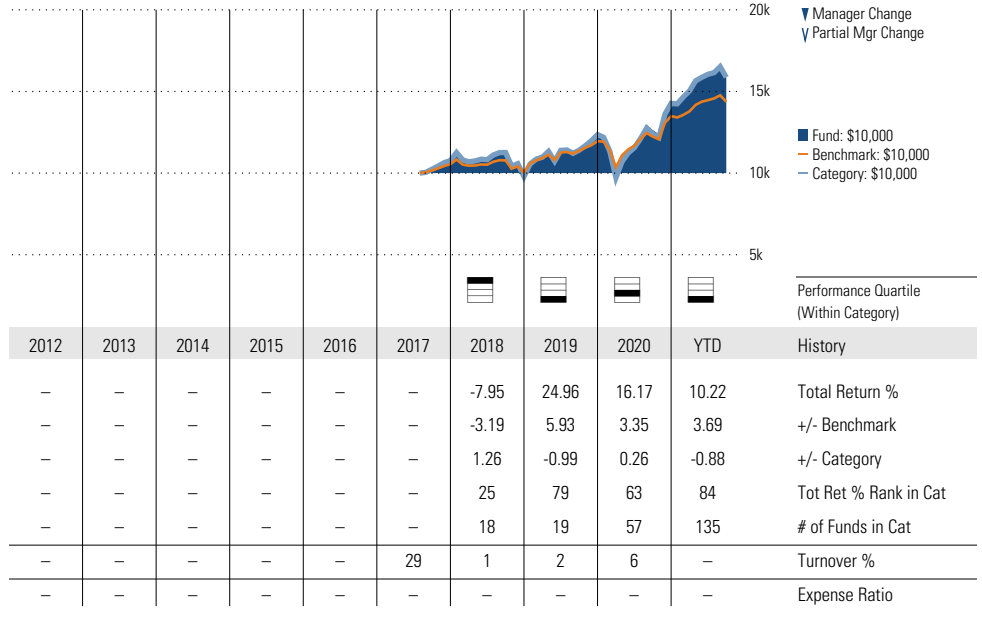 20k
15k
10k
5k
Manager Change
Partial Mgr Change
Fund: $10,000
Benchmark: $10,000
Category: $10,000
Performance Quartile
(Within Category)
2012 2013 2014 2015 2016 2017 2018 2019 2020 YTD History
– – – – – – -7.95 24.96 16.17 10.22 Total Return %
– – – – – – -3.19 5.93 3.35 3.69 +/- Benchmark
– – – – – – 1.26 -0.99 0.26 -0.88 +/- Category
– – – – – – 25 79 63 84 Tot Ret % Rank in Cat
– – – – – – 18 19 57 135 # of Funds in Cat
– – – – – 29 1 2 6 – Turnover %
– – – – – – – – – – Expense Ratio